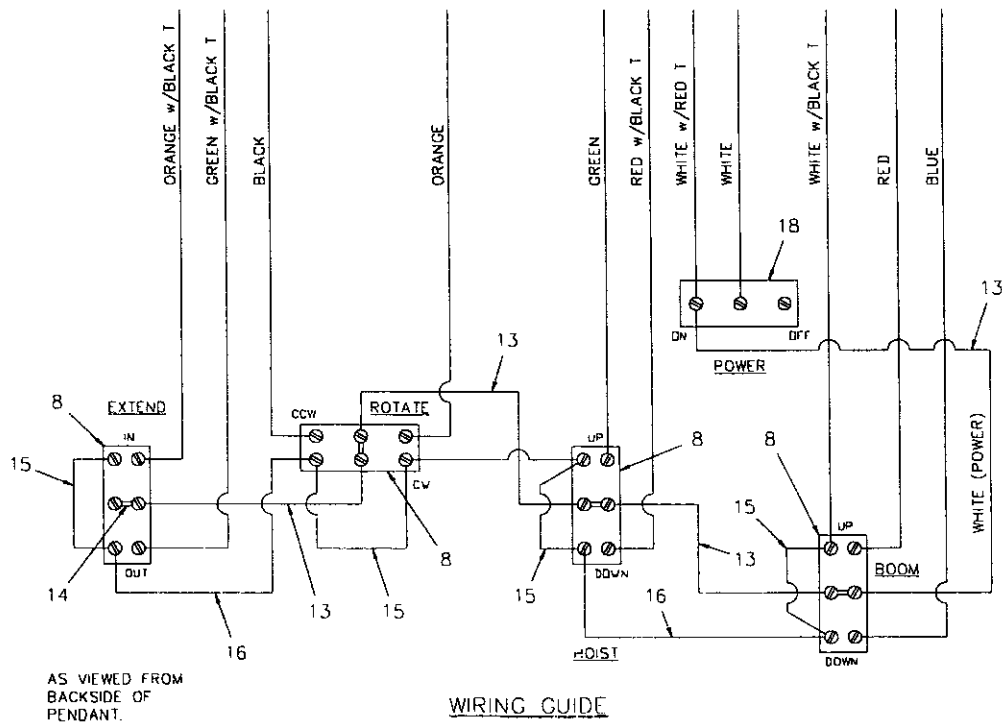 ORANGE w/BLACK T
GREEN w/BLACK T
BLACK
ORANGE
GREEN
RED w/BLACK T
WHITE w/RED T
WHITE
WHITE w/BLACK T
RED
BLUE
18
13
ON
OFF
POWER
13
EXTEND
8
IN
CCW
ROTATE
UP
8
8
15
CW
WHITE (POWER)
15
UP
BOOM
14
OUT
13
15
8
15
DOWN
13
16
16
HOIST
DOWN
AS VIEWED FROM
BACKSIDE OF
PENDANT.
WIRING GUIDE